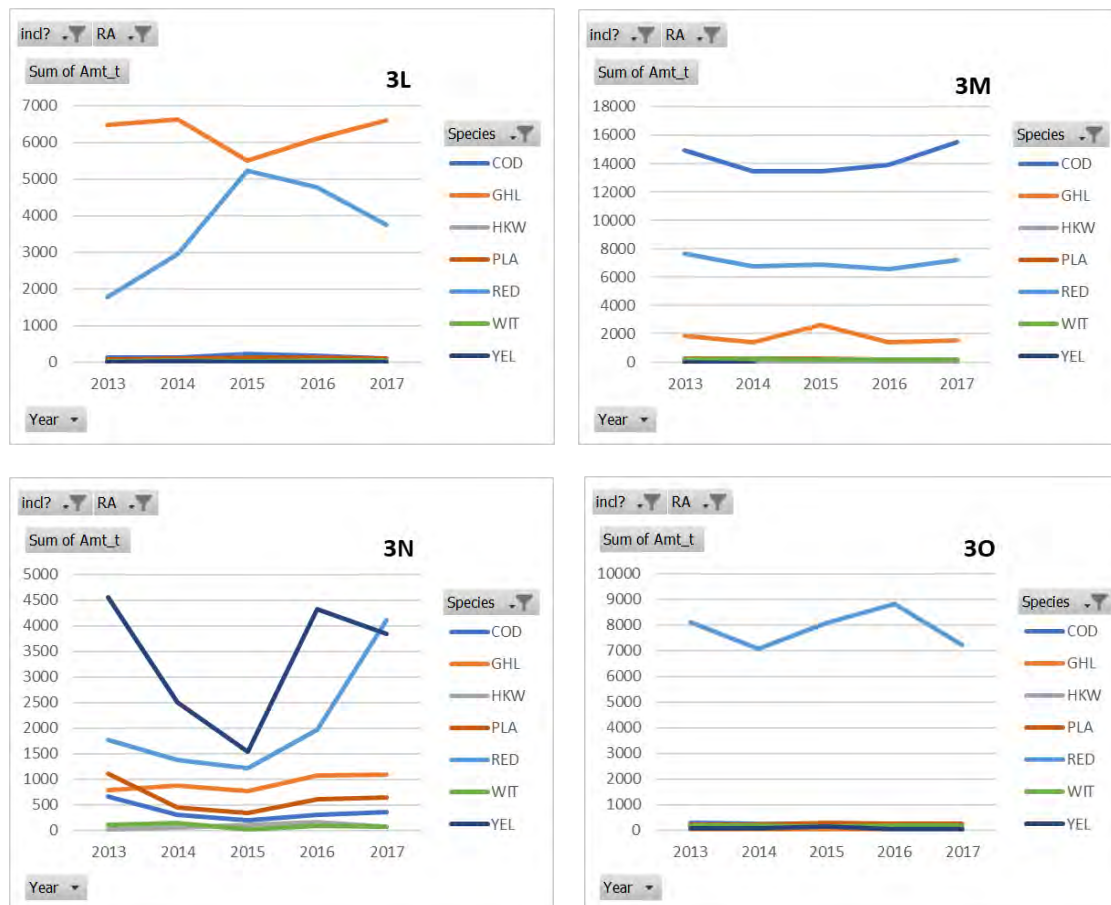 incl? RA
Sum of Amt_t
3L
7000
6000
5000
4000
3000
2000
1000
0
2013 2014 2015 2016 2017
Species
COD
GHL
HKW
PLA
RED
WIT
YEL
Year
incl? RA
Sum of Amt_t
3M
18000
16000
14000
12000
10000
8000
6000
4000
2000
0
2013 2014 2015 2016 2017
Species
COD
GHL
HKW
PLA
RED
WIT
YEL
Year
incl? RA
Sum of Amt_t
3N
5000
4500
4000
3500
3000
2500
2000
1500
1000
500
0
2013 2014 2015 2016 2017
Species
COD
GHL
HKW
PLA
RED
WIT
YEL
Year
incl? RA
Sum of Amt_t
3O
10000
9000
8000
7000
6000
5000
4000
3000
2000
1000
0
2013 2014 2015 2016 2017
Species
COD
GHL
HKW
PLA
RED
WIT
YEL
Year